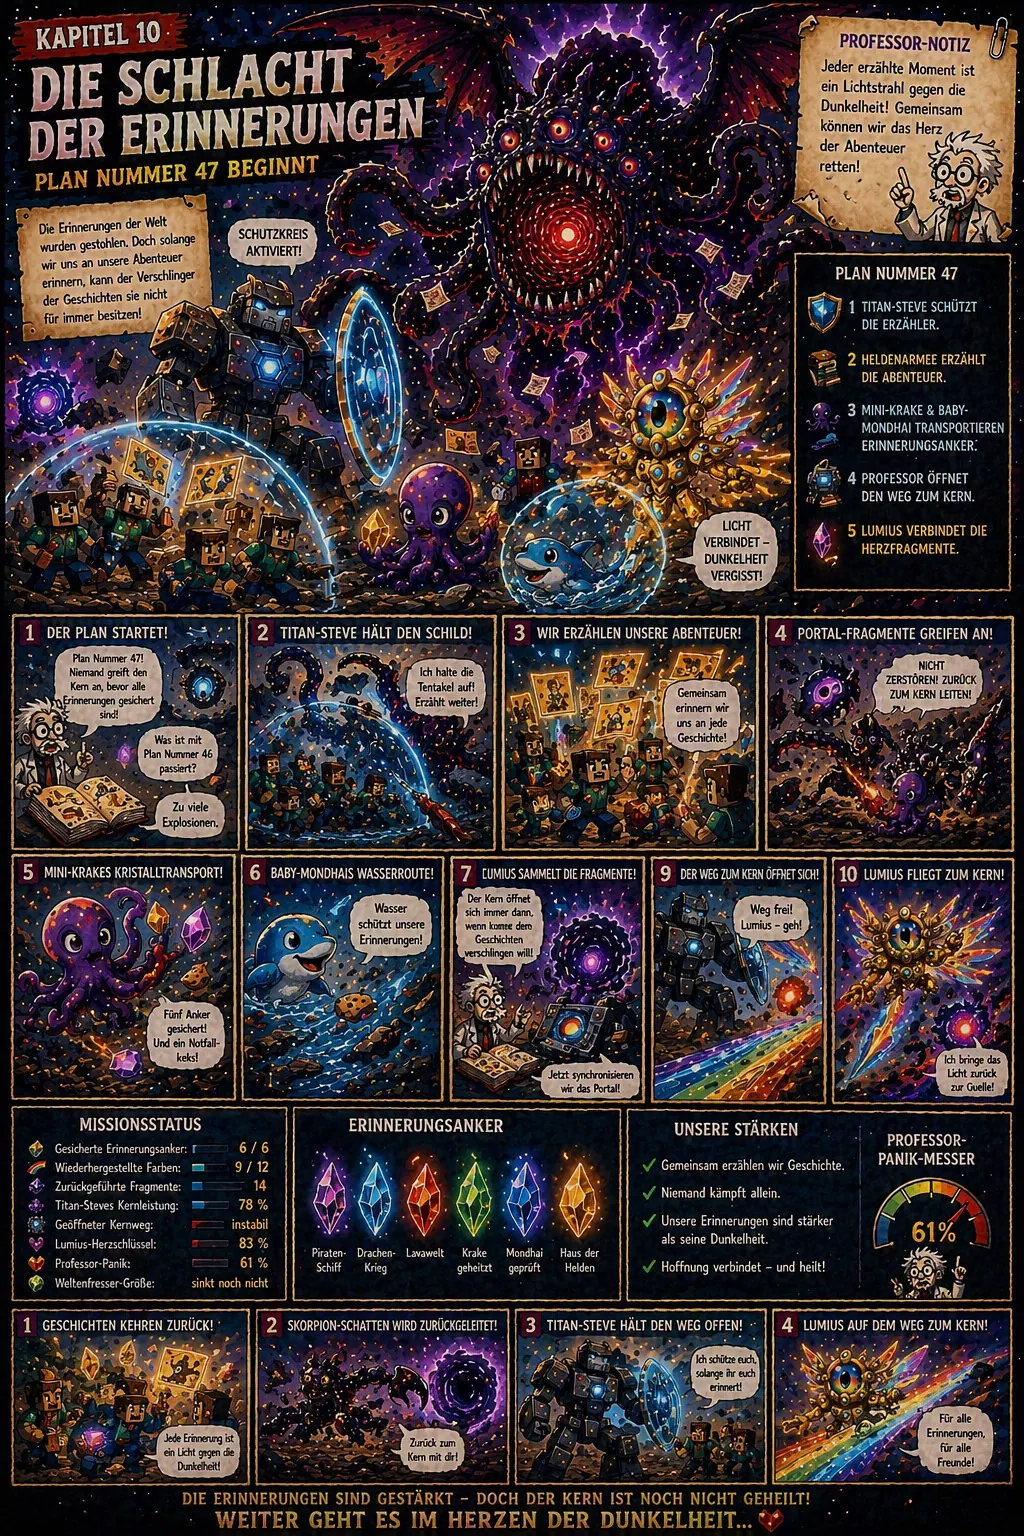 KAPITEL 10
DIE SCHLACHT
DER ERINNERUNGEN
PLAN NUMMER 47 BEGINNT
Die Erinnerungen der Welt
wurden gestohlen. Doch solange
wir uns an unsere Abenteuer
erinnern, kann der Verschlinger
der Geschichten sie nicht
für immer besitzen!
SCHUTZKREIS
AKTIVIERT!
PROFESSOR-NOTIZ
Jeder erzählte Moment ist
ein Lichtstrahl gegen die
Dunkelheit! Gemeinsam
können wir das Herz
der Abenteuer
retten!
PLAN NUMMER 47
1 TITAN-STEVE SCHÜTZT
DIE ERZÄHLER.
2 HELDENARMEE ERZÄHLT
DIE ABENTEUER.
3 MINI-KRAKE & BABY-
MONDHAI TRANSPORTIEREN
ERINNERUNGSANKER.
4 PROFESSOR ÖFFNET
DEN WEG ZUM KERN.
5 LUMIUS VERBINDET DIE
HERZFRAGMENTE.
LICHT
VERBINDET –
DUNKELHEIT
VERGISST!
1 DER PLAN STARTET!
Plan Nummer 47!
Niemand greift den
Kern an, bevor alle
Erinnerungen gesichert
sind!
Was ist mit
Plan Nummer 46
passiert?
Zu viele
Explosionen.
2 TITAN-STEVE HÄLT DEN SCHILD!
Ich halte die
Tentakel auf!
Erzählt weiter!
3 WIR ERZÄHLEN UNSERE ABENTEUER!
Gemeinsam
erinnern wir
uns an jede
Geschichte!
4 PORTAL-FRAGMENTE GREIFEN AN!
NICHT
ZERSTÖREN! ZURÜCK
ZUM KERN LEITEN!
5 MINI-KRAKES KRISTALLTRANSPORT!
Fünf Anker
gesichert!
Und ein Notfall-
keks!
6 BABY-MONDHAIS WASSERROUTE!
Wasser
schützt unsere
Erinnerungen!
7 LUMIUS SAMMELT DIE FRAGMENTE!
Der Kern öffnet
sich immer dann,
wenn
Geschichten
verschlingen will!
Jetzt synchronisieren
wir das Portal!
9 DER WEG ZUM KERN ÖFFNET SICH!
Weg frei!
Lumius – geh!
10 LUMIUS FLIEGT ZUM KERN!
Ich bringe das
Licht zurück
zur Guelle!
MISSIONSSTATUS
Gesicherte Erinnerungsanker: 6 / 6
Wiederhergestellte Farben: 9 / 12
Zurückgeführte Fragmente: 14
Titan-Steves Kernleistung: 78 %
Geöffneter Kernweg: instabil
Lumius-Herzschlüssel: 83 %
Professor-Panik: 61 %
Weltenfresser-Größe: sinkt noch nicht
ERINNERUNGSANKER
Piraten-
Schiff
Drachen-
Krieg
Lavawelt
Krake
geheitzt
Mondhai
geprüft
Haus der
Helden
UNSERE STÄRKEN
✓ Gemeinsam erzählen wir Geschichte.
✓ Niemand kämpft allein.
✓ Unsere Erinnerungen sind stärker
als seine Dunkelheit.
✓ Hoffnung verbindet – und heilt!
PROFESSOR-
PANIK-MESSER
61%
1 GESCHICHTEN KEHREN ZURÜCK!
Jede Erinnerung ist
ein Licht gegen die
Dunkelheit!
2 SKORPION-SCHATTEN WIRD ZURÜCKGELEITET!
Zurück zum
Kern mit dir!
3 TITAN-STEVE HÄLT DEN WEG OFFEN!
Ich schütze euch,
solange ihr euch
erinnert!
4 LUMIUS AUF DEM WEG ZUM KERN!
Für alle
Erinnerungen,
für alle
Freunde!
DIE ERINNERUNGEN SIND GESTÄRKT – DOCH DER KERN IST NOCH NICHT GEHEILT!
WEITER GEHT ES IM HERZEN DER DUNKELHEIT...